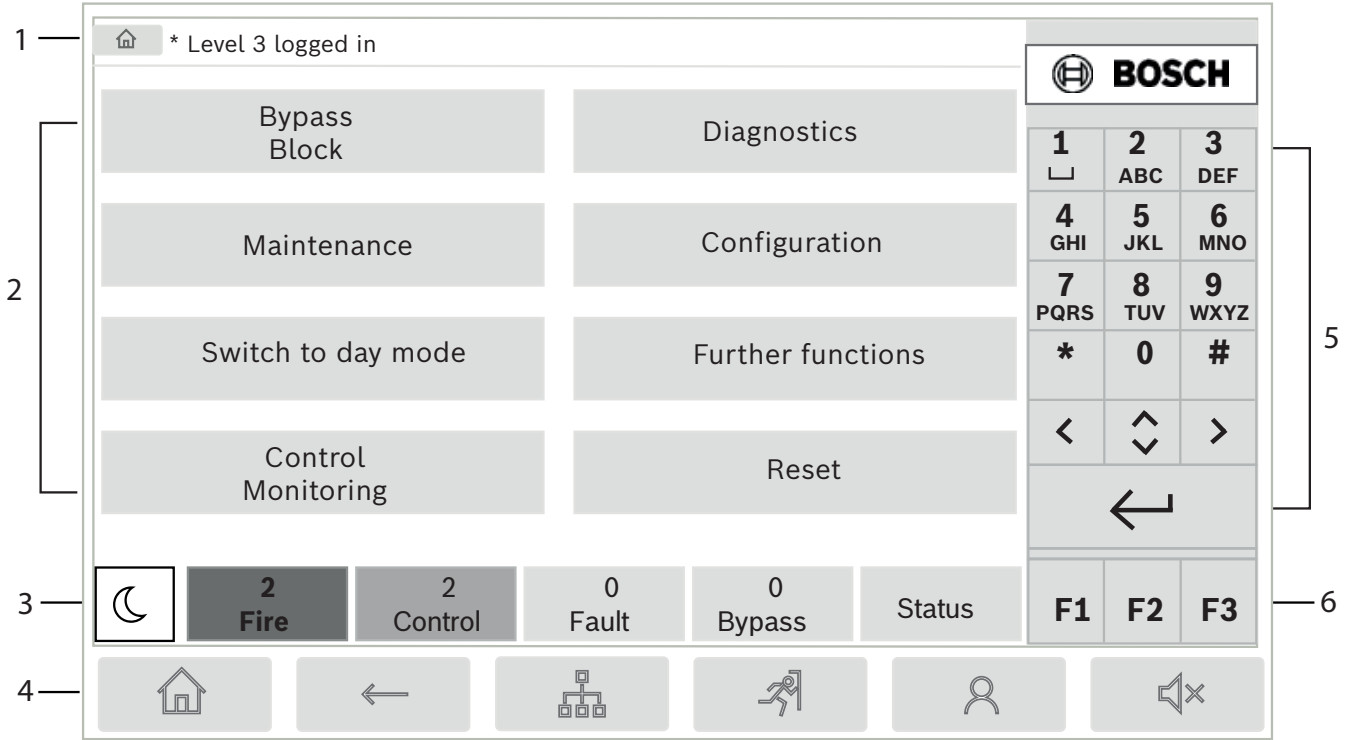 1
* Level 3 logged in
BOSCH
2
Bypass
Block
Diagnostics
Maintenance
Configuration
Switch to day mode
Further functions
Control
Monitoring
Reset
1 2 3
ABC DEF
4 5 6
GHI JKL MNO
7 8 9
PQRS TUV WXYZ
* 0 #
5
3
2
Fire
2
Control
0
Fault
0
Bypass
Status
F1 F2 F3
6
4